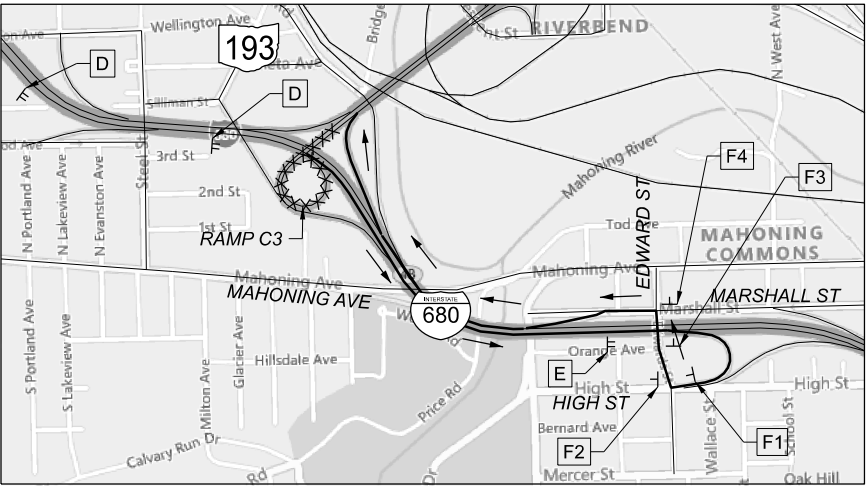 Wellington Ave
Bridge
RIVERBEND
N West Ave
193
D
Silliman St
D
3rd St
Steel St
2nd St
1st St
RAMP C3
N Portland Ave
N Lakeview Ave
N Evanston Ave
Mahoning River
F4
F3
EDWARD ST
Tod Ave
MAHONING
COMMONS
Mahoning Ave
MAHONING AVE
Mahoning Ave
INTERSTATE
680
MARSHALL ST
Marshall St
S Portland Ave
S Lakeview Ave
Glacier Ave
Milton Ave
Hillsdale Ave
Price Rd
Orange Ave
E
High St
HIGH ST
High St
Bernard Ave
F2
F1
Wallace St
School St
Calvary Run Dr
Rd
Dr
Mercer St
Oak Hill